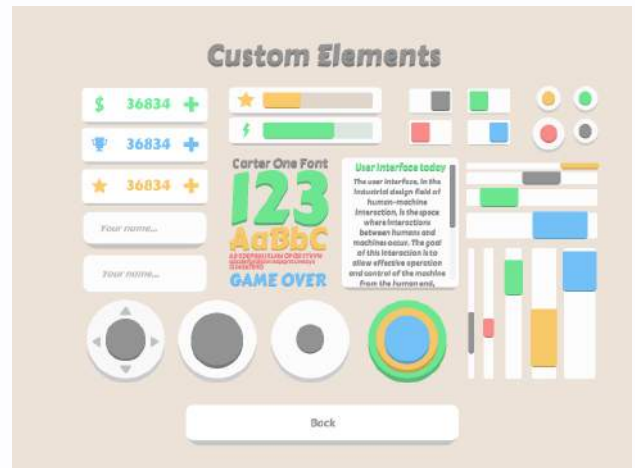 Custom Elements
$ 36834 +
36834 +
36834 +
Your name...
Your name...
Carter One Font
123
AaBbC
GAME OVER
User Interface today
The user interface, in the
industrial design field of
human-machine
interaction, is the space
where interactions
between humans and
machines occur. The goal
of this interaction is to
allow effective operation
and control of the machine
from the human end,
Back